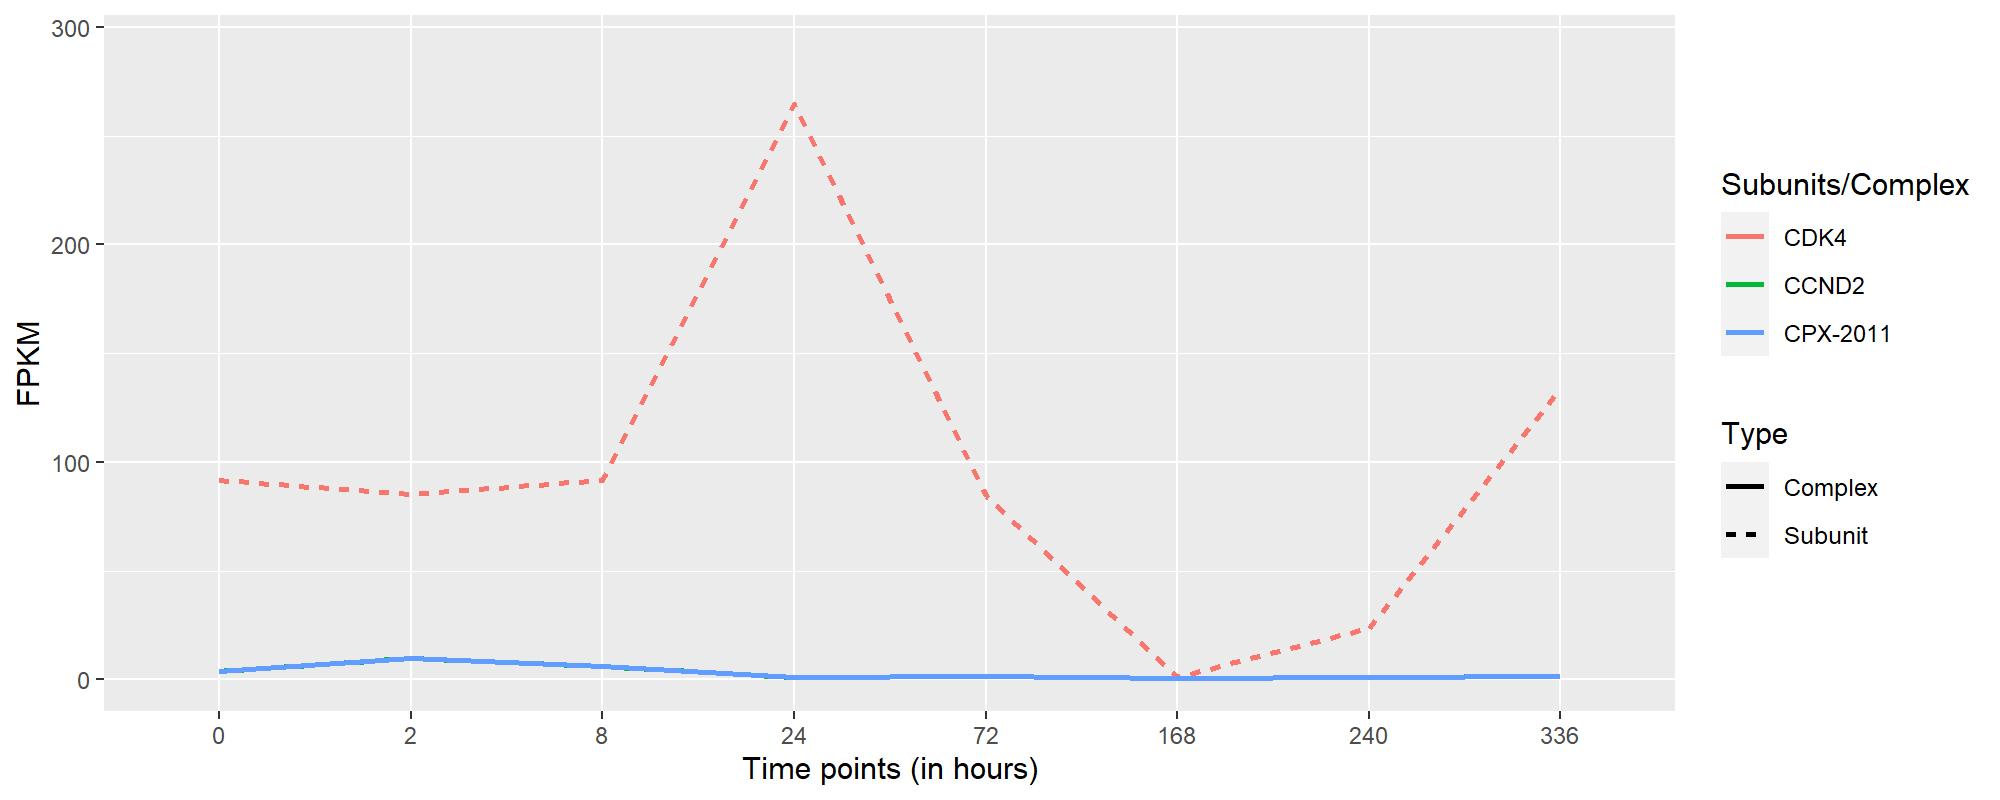 300
200
100
0
FPKM
0 2 8 24 72 168 240 336
Time points (in hours)
Subunits/Complex
CDK4
CCND2
CPX-2011
Type
Complex
Subunit